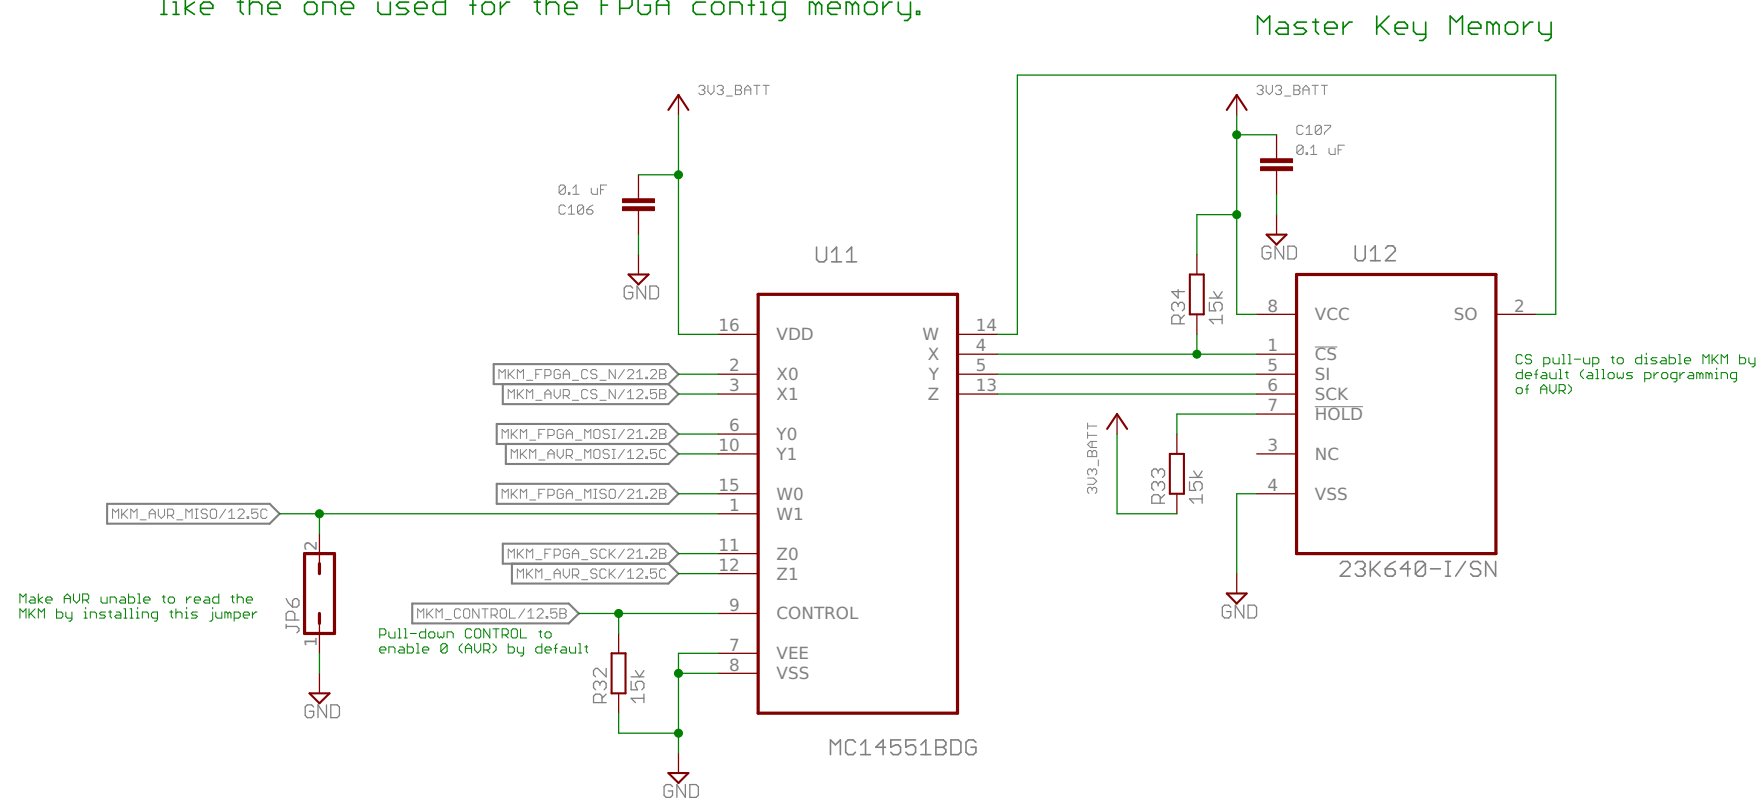 like the one used for the FPGA config memory.
Master Key Memory
3V3_BATT
3V3_BATT
C107
0.1 uF
0.1 uF
C106
GND
GND
U11
U12
R34
15k
16
VDD
W
14
8
VCC
SO
2
X
4
1
CS
MKM_FPGA_CS_N/21.2B
2
X0
Y
5
5
SI
MKM_AVR_CS_N/12.5B
3
X1
Z
13
6
SCK
7
HOLD
CS pull-up to disable MKM by
default (allows programming
of AVR)
MKM_FPGA_MOSI/21.2B
6
Y0
MKM_AVR_MOSI/12.5C
10
Y1
3V3_BATT
R33
15k
3
NC
MKM_FPGA_MISO/21.2B
15
W0
4
VSS
MKM_AVR_MISO/12.5C
1
W1
MKM_FPGA_SCK/21.2B
11
Z0
MKM_AVR_SCK/12.5C
12
Z1
23K640-I/SN
2
JP6
1
Make AVR unable to read the
MKM by installing this jumper
MKM_CONTROL/12.5B
9
CONTROL
GND
Pull-down CONTROL to
enable 0 (AVR) by default
7
VEE
8
VSS
R32
15k
GND
MC14551BDG
GND